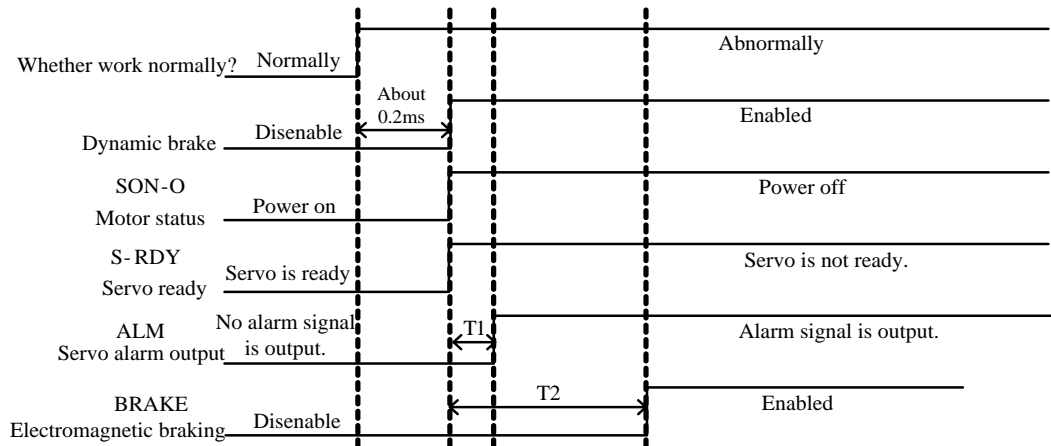 Whether work normally?
Normally
Abnormally
About
0.2ms
Dynamic brake
Disenable
Enabled
SON-O
Motor status
Power on
Power off
S-RDY
Servo ready
Servo is ready
Servo is not ready.
ALM
Servo alarm output
No alarm signal
is output.
T1
Alarm signal is output.
BRAKE
Electromagnetic braking
Disenable
T2
Enabled